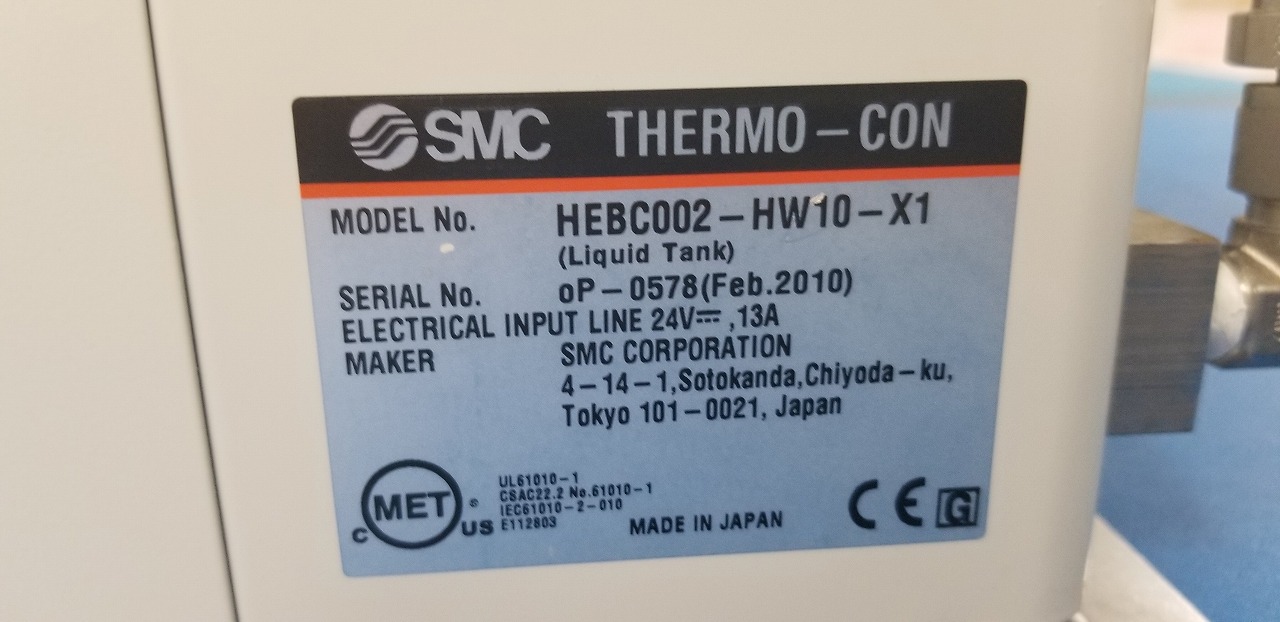 SMC THERMO-CON
MODEL No. HEBC002-HW10-X1
(Liquid Tank)
SERIAL No. oP-0578(Feb.2010)
ELECTRICAL INPUT LINE 24V⎓,13A
MAKER SMC CORPORATION
4-14-1,Sotokanda,Chiyoda-ku,
Tokyo 101-0021, Japan
C MET ® US
UL61010-1
CSAC22.2 No.61010-1
IEC61010-2-010
E112803
MADE IN JAPAN
CE G